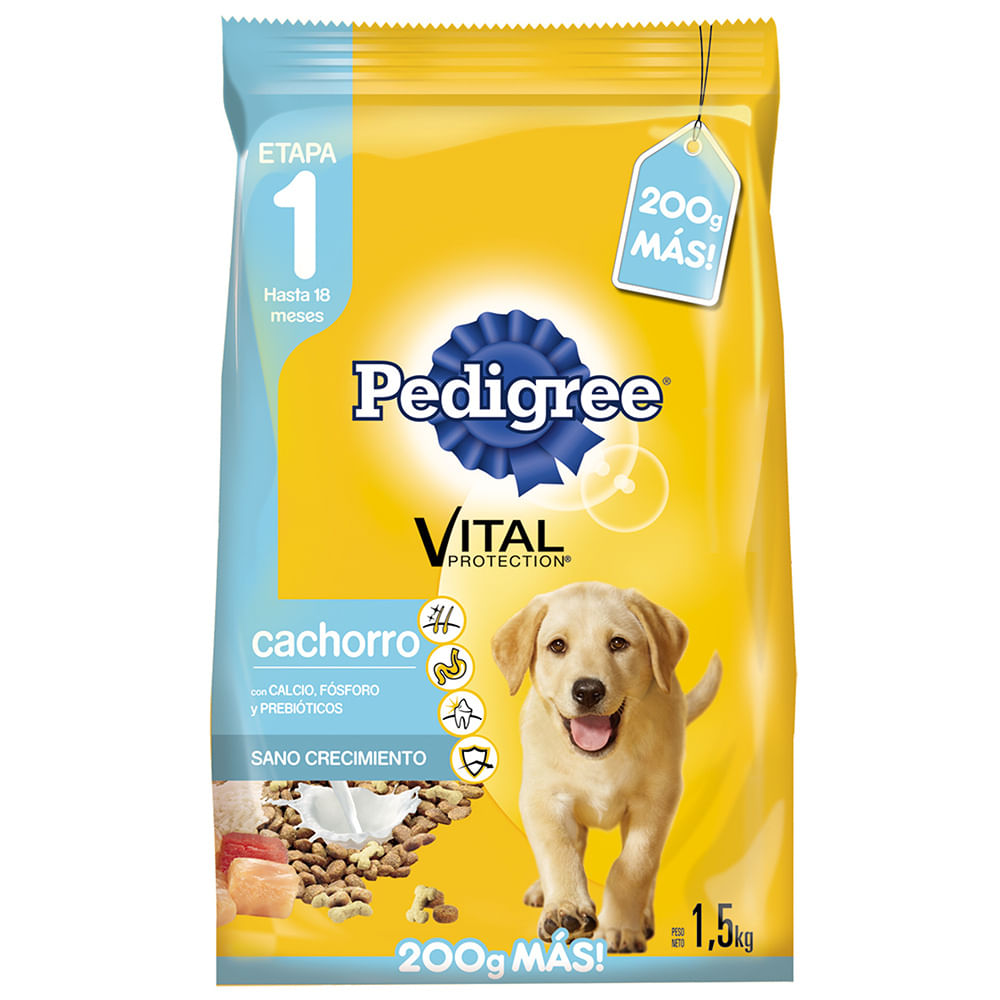 ETAPA
1
Hasta 18
meses
200g
MÁS!
Pedigree®
VITAL
PROTECTION®
cachorro
con CALCIO, FÓSFORO
y PREBIÓTICOS
SANO CRECIMIENTO
PESO
NETO 1,5kg
200g MÁS!